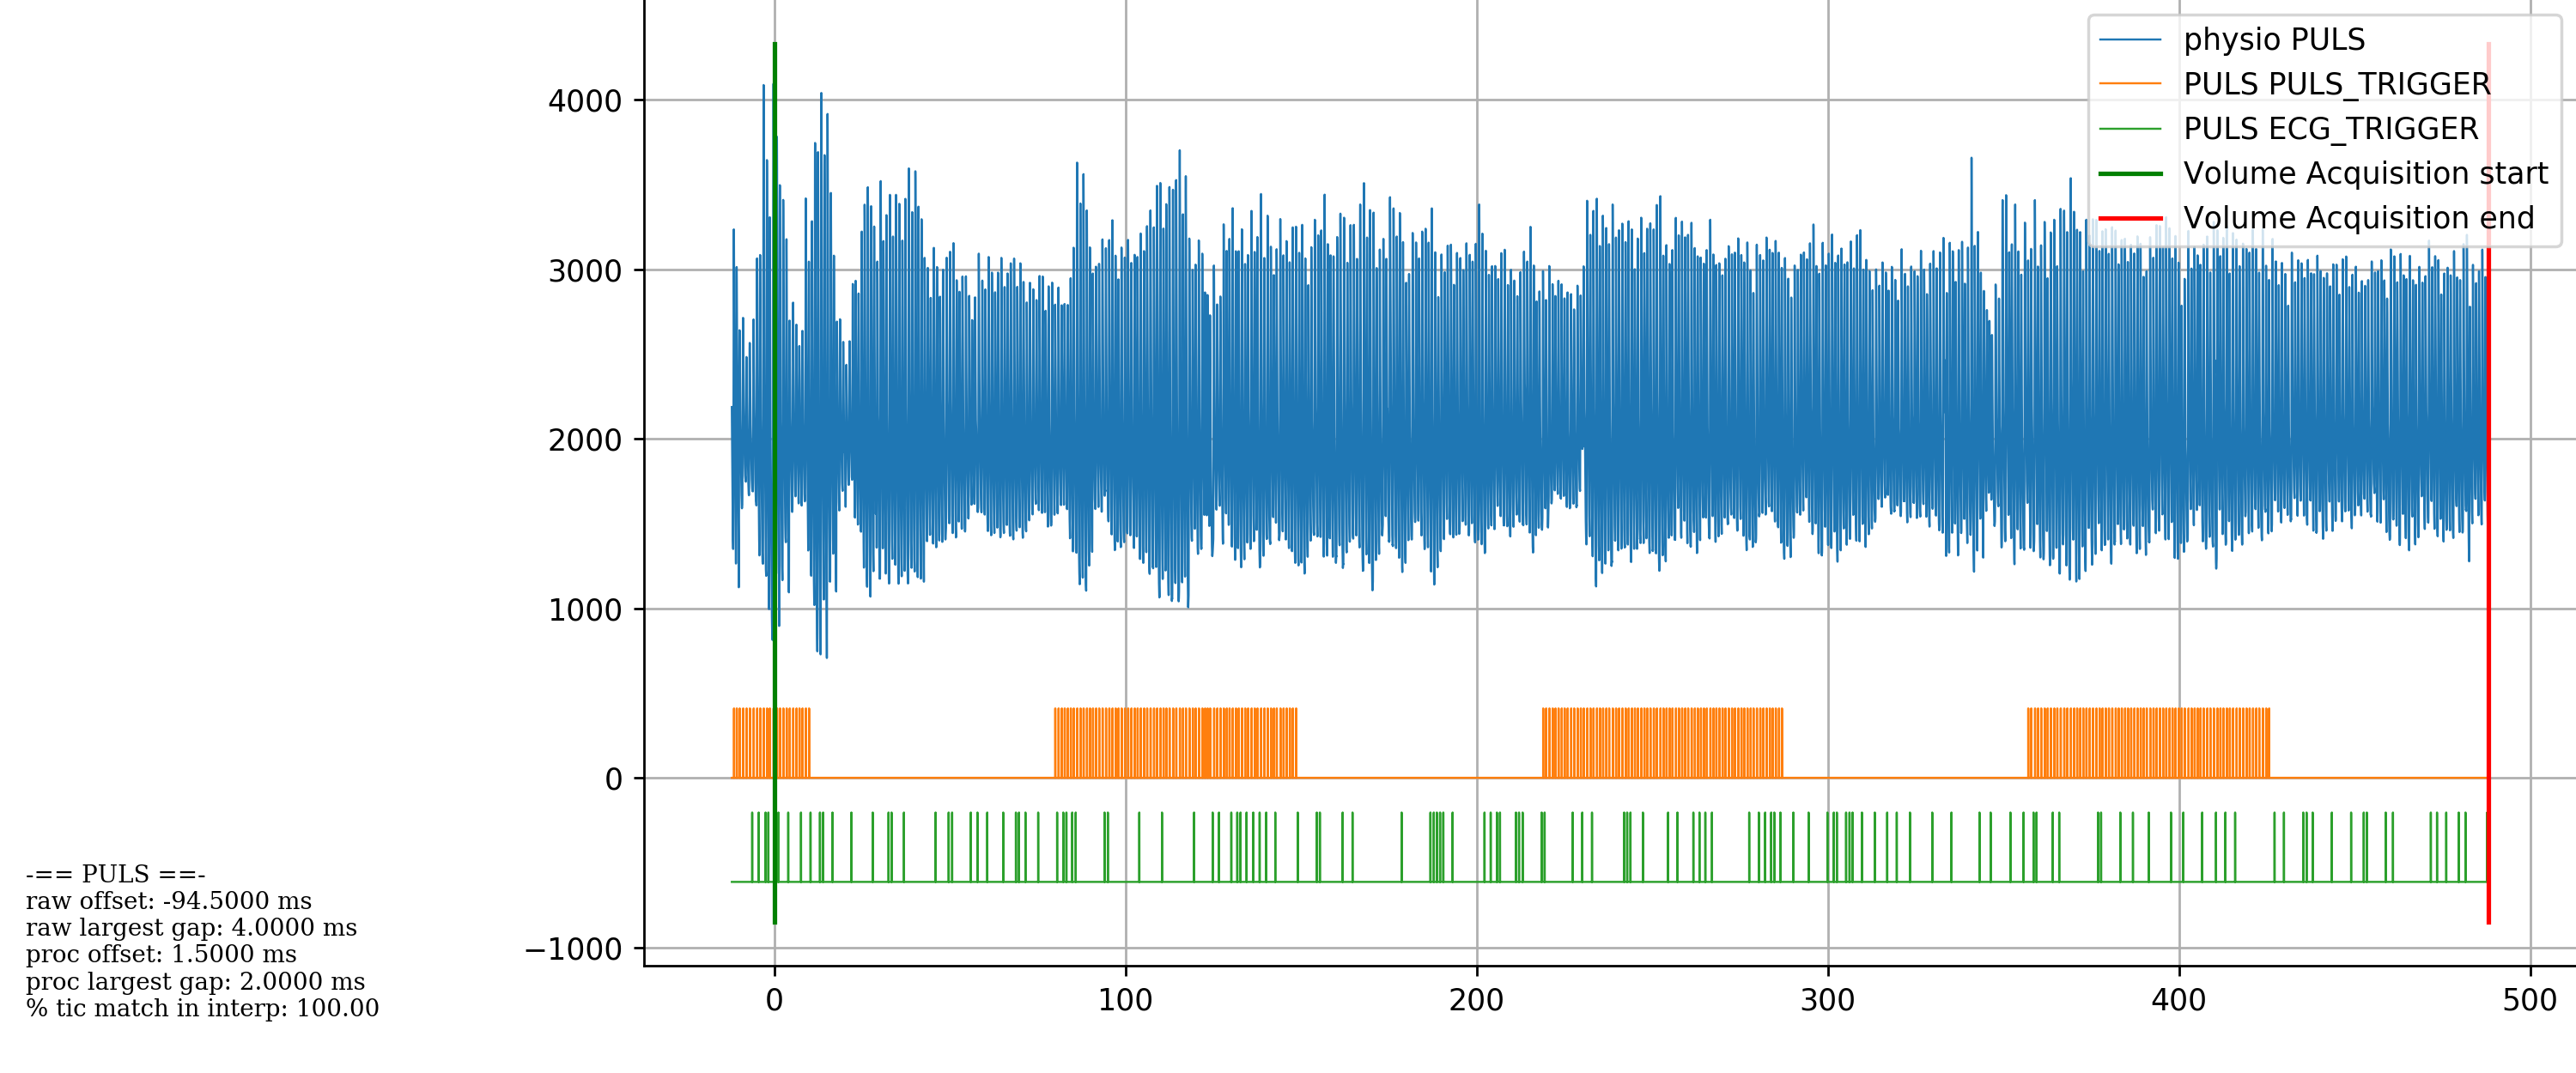 physio PULS
PULS PULS_TRIGGER
PULS ECG_TRIGGER
Volume Acquisition start
Volume Acquisition end
4000
3000
2000
1000
0
−1000
0 100 200 300 400 500
-== PULS ==-
raw offset: -94.5000 ms
raw largest gap: 4.0000 ms
proc offset: 1.5000 ms
proc largest gap: 2.0000 ms
% tic match in interp: 100.00